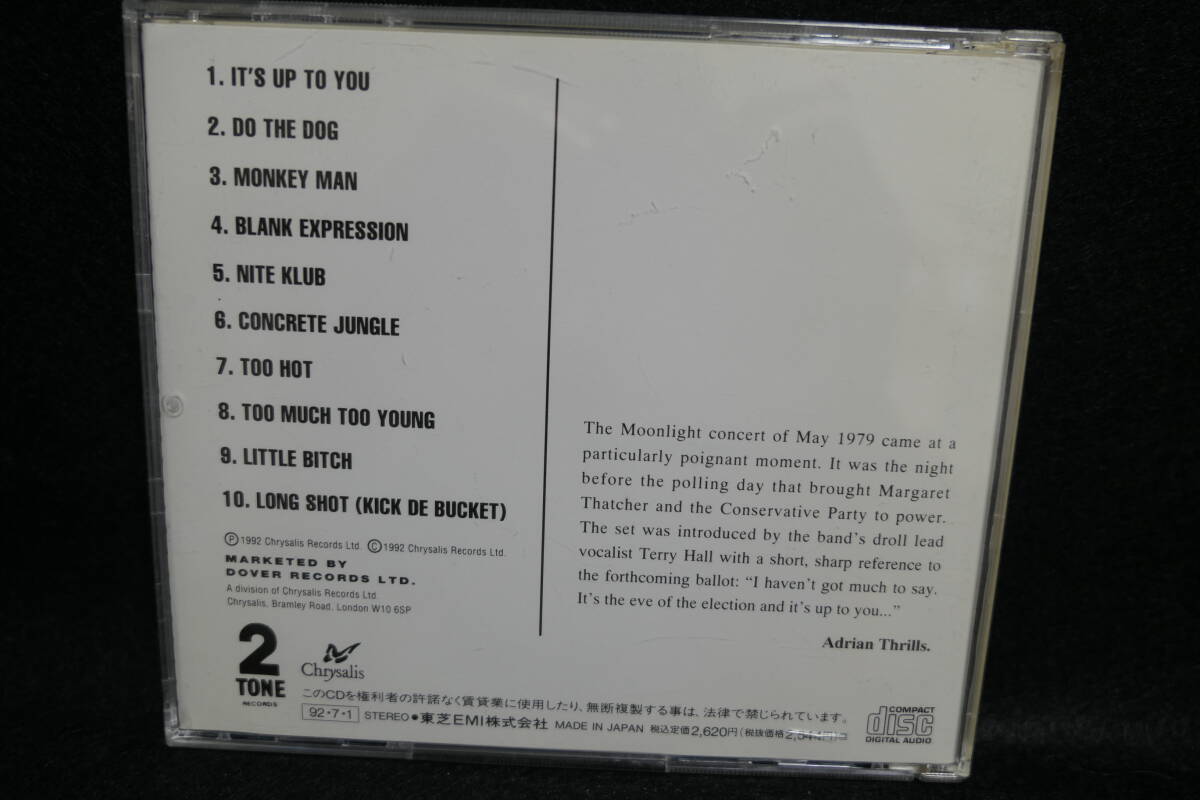 1. IT'S UP TO YOU
2. DO THE DOG
3. MONKEY MAN
4. BLANK EXPRESSION
5. NITE KLUB
6. CONCRETE JUNGLE
7. TOO HOT
8. TOO MUCH TOO YOUNG
9. LITTLE BITCH
10. LONG SHOT (KICK DE BUCKET)
Ⓟ1992 Chrysalis Records Ltd. Ⓒ1992 Chrysalis Records Ltd.
MARKETED BY
DOVER RECORDS LTD.
A division of Chrysalis Records Ltd.
Chrysalis, Bramley Road, London W10 6SP
The Moonlight concert of May 1979 came at a
particularly poignant moment. It was the night
before the polling day that brought Margaret
Thatcher and the Conservative Party to power.
The set was introduced by the band's droll lead
vocalist Terry Hall with a short, sharp reference to
the forthcoming ballot: "I haven't got much to say.
It's the eve of the election and it's up to you..."
Adrian Thrills.
2
TONE
RECORDS
Chrysalis
このCDを権利者の許諾なく賃貸業に使用したり、無断複製する事は、法律で禁じられています。
92・7・1 STEREO ●東芝EMI株式会社 MADE IN JAPAN 税込定価2,620円(税抜価格
COMPACT
disc
DIGITAL AUDIO